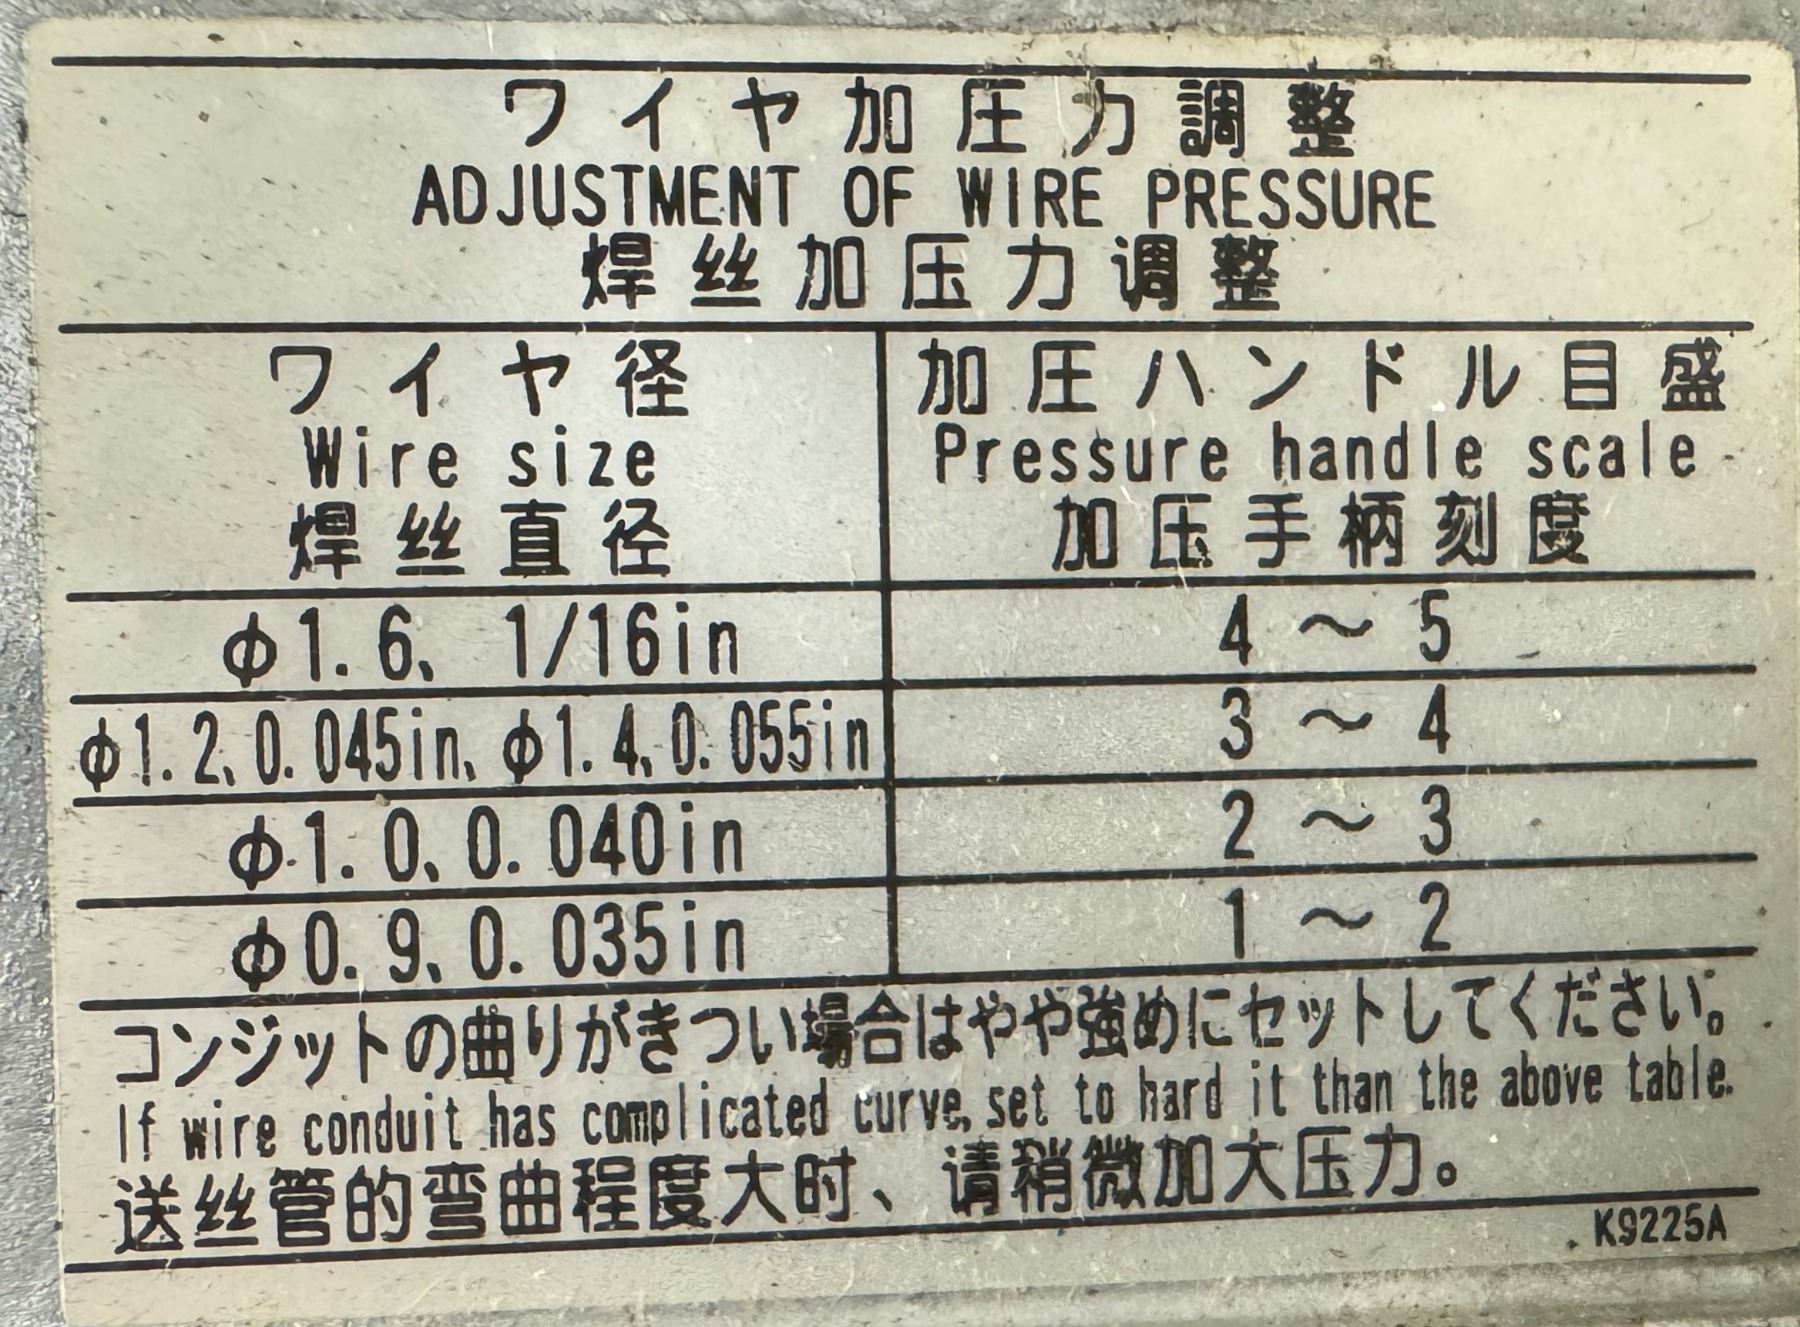 ワイヤ加圧力調整
ADJUSTMENT OF WIRE PRESSURE
焊丝加压力调整
ワイヤ径
Wire size
焊丝直径
加圧ハンドル目盛
Pressure handle scale
加压手柄刻度
φ1.6、1/16in
4～5
φ1.2、0.045in、φ1.4、0.055in
3～4
φ1.0、0.040in
2～3
φ0.9、0.035in
1～2
コンジットの曲りがきつい場合はやや強めにセットしてください。
If wire conduit has complicated curve, set to hard it than the above table.
送丝管的弯曲程度大时、请稍微加大压力。
K9225A